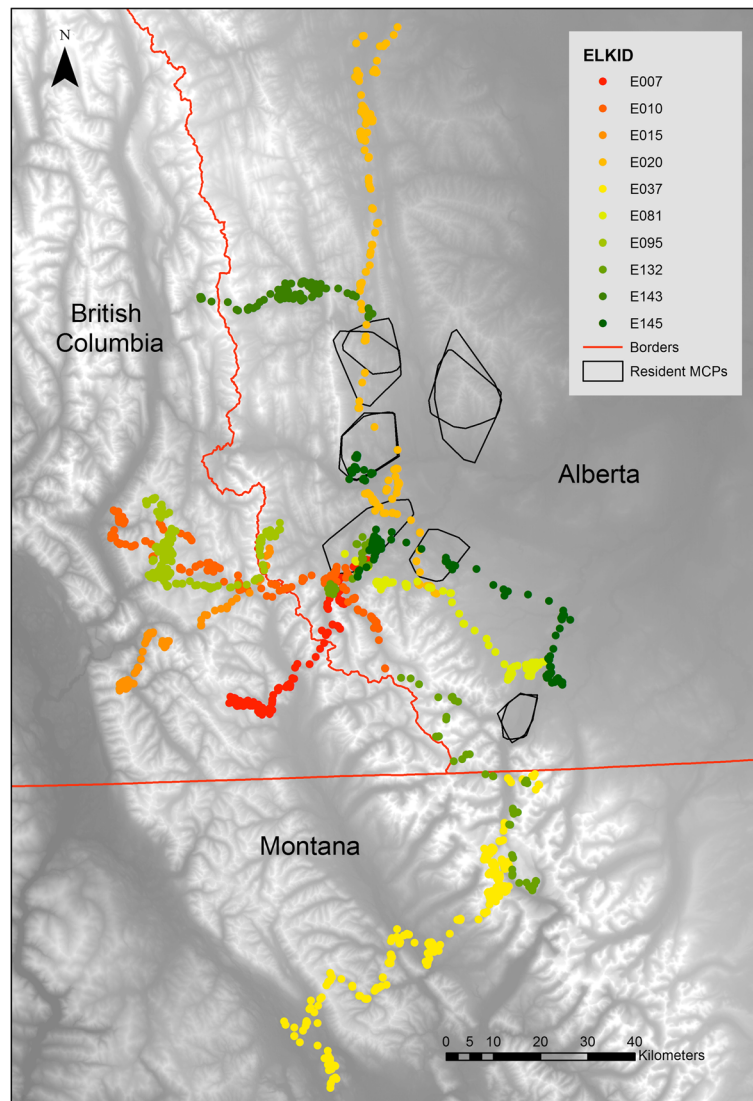 N
ELKID
E007
E010
E015
E020
E037
E081
E095
E132
E143
E145
Borders
Resident MCPs
British
Columbia
Alberta
Montana
0 5 10 20 30 40
Kilometers